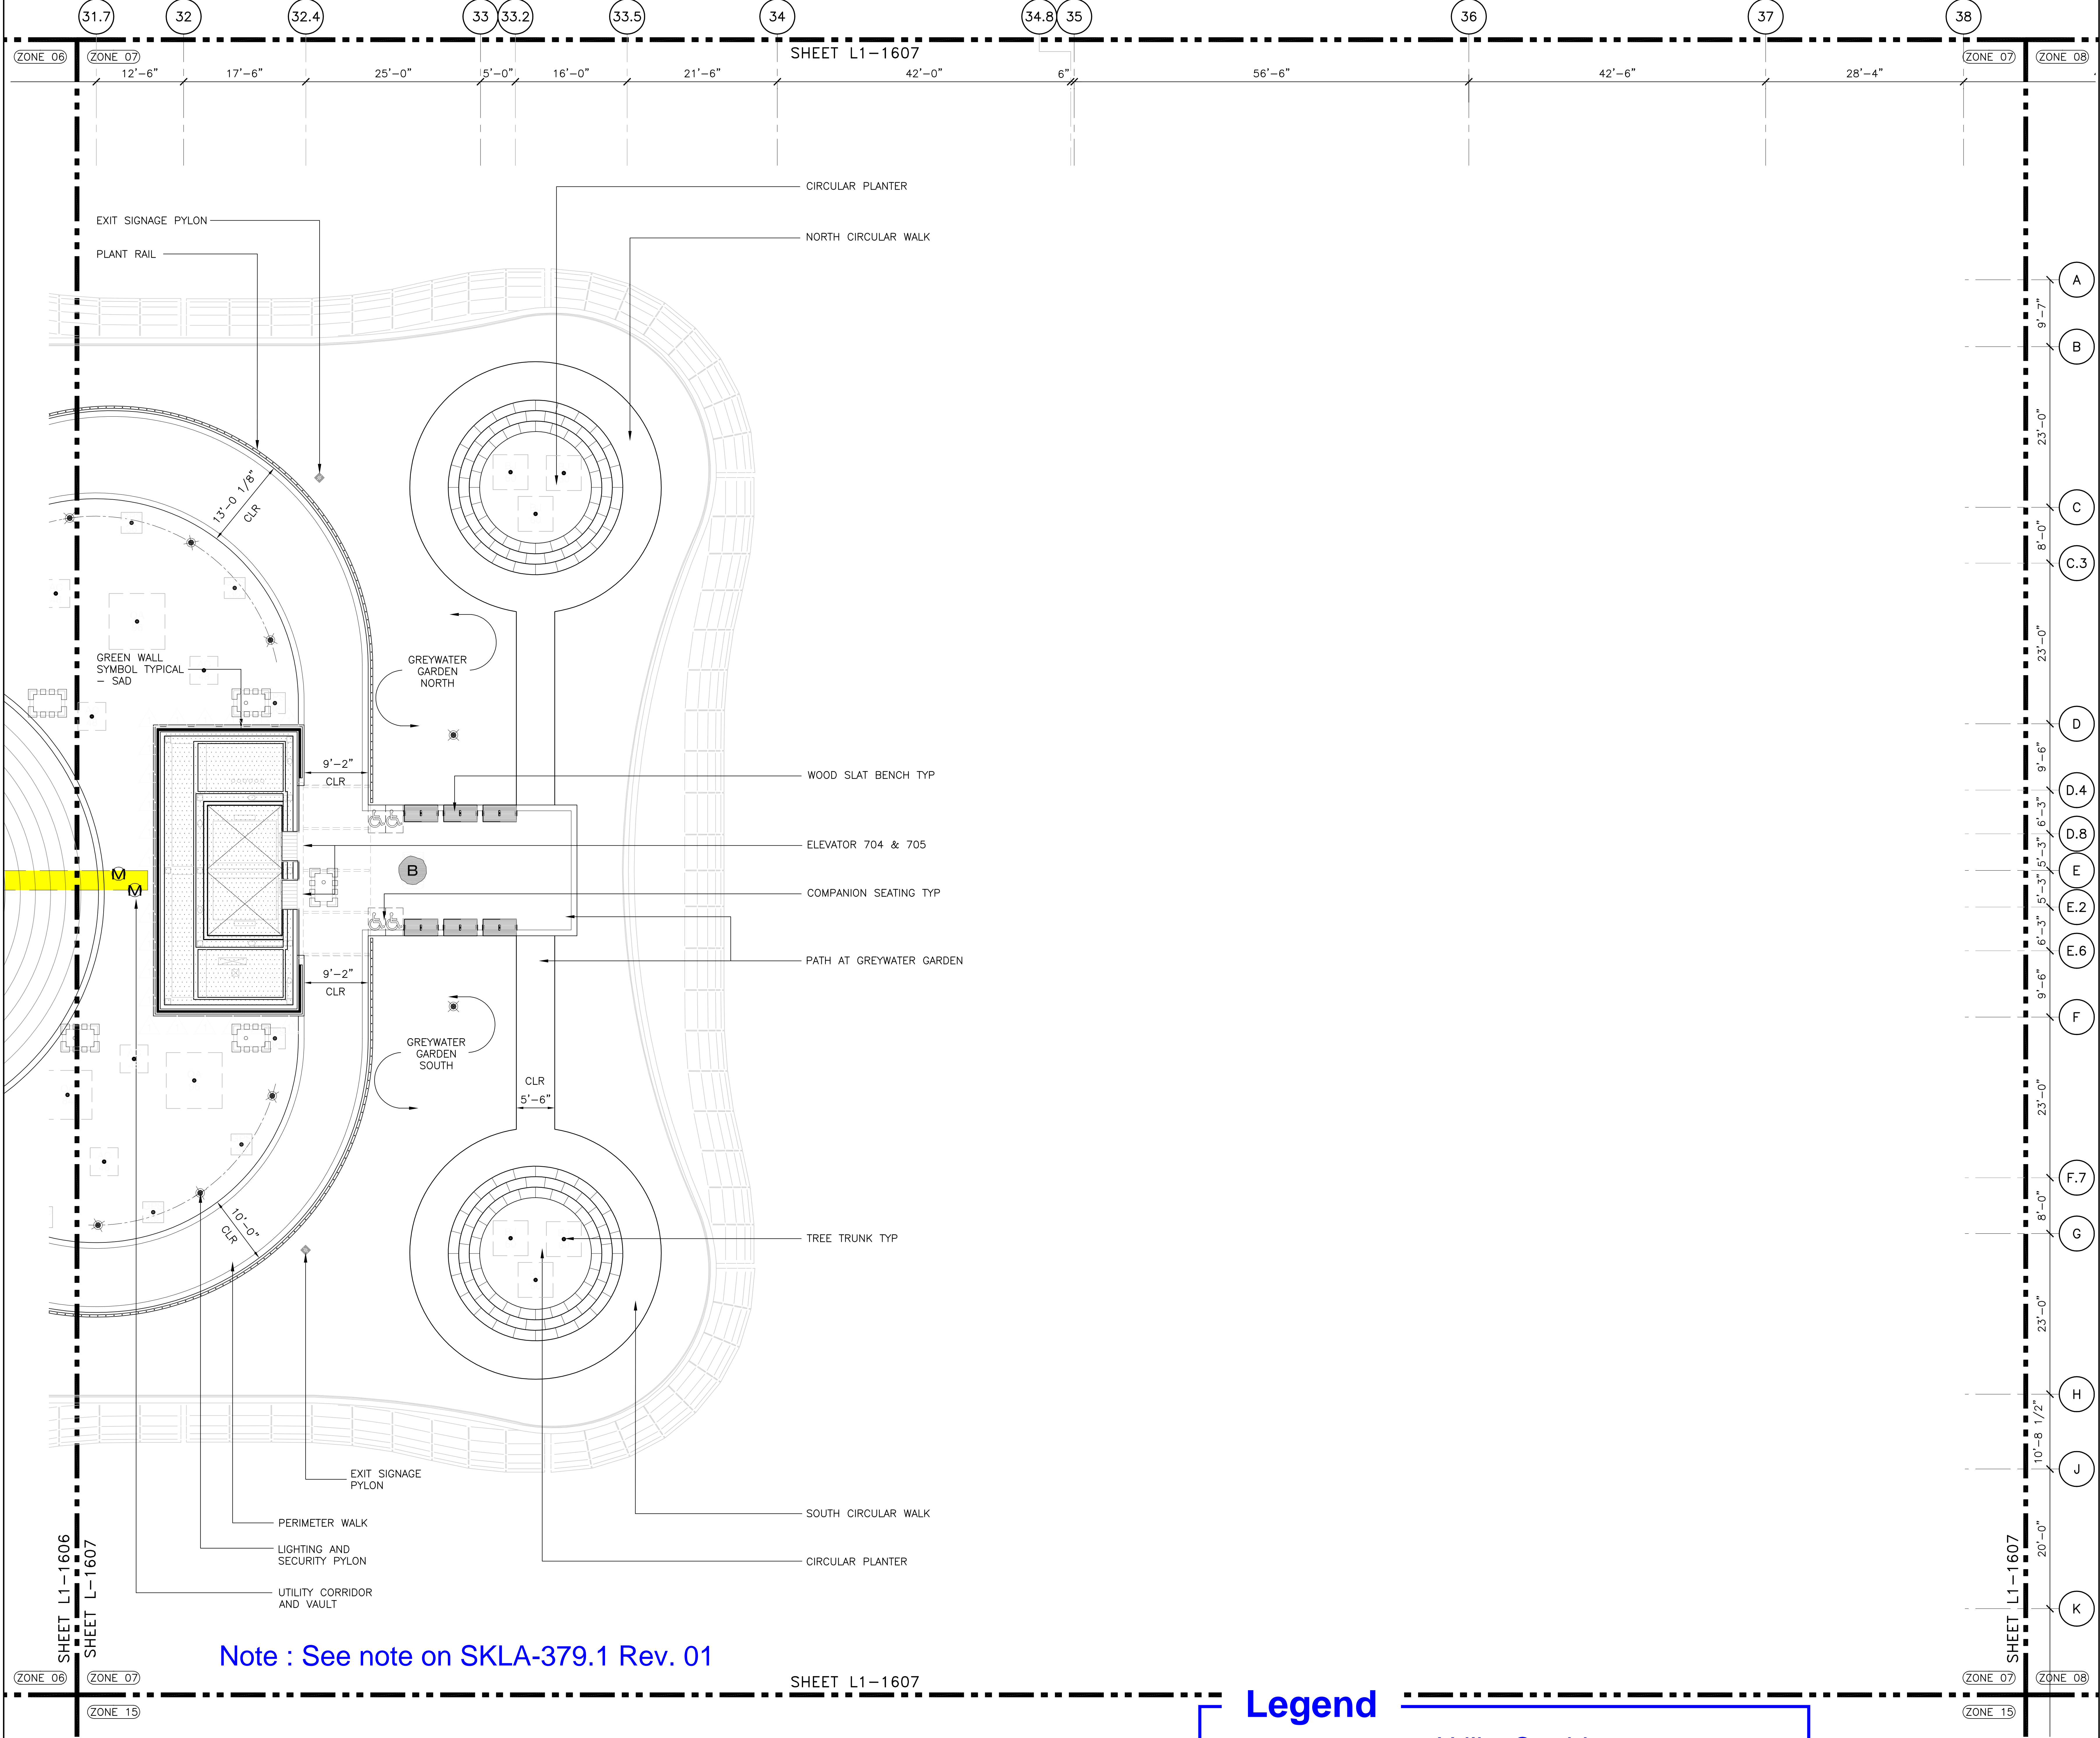 31.7 32 32.4 33 33.2 33.5 34 34.8 35 36 37 38
SHEET L1-1607
ZONE 06 ZONE 07 ZONE 07 ZONE 08
12'-6" 17'-6" 25'-0" 5'-0" 16'-0" 21'-6" 42'-0" 6" 56'-6" 42'-6" 28'-4"
CIRCULAR PLANTER
EXIT SIGNAGE PYLON
NORTH CIRCULAR WALK
PLANT RAIL
A
9'-7"
B
23'-0"
C
8'-0"
C.3
23'-0"
D
9'-6"
D.4
6'-3"
D.8
5'-3"
E
5'-3"
E.2
6'-3"
E.6
9'-6"
F
23'-0"
F.7
8'-0"
G
23'-0"
H
10'-8 1/2"
J
20'-0"
K
13'-0 1/8"
CLR
GREEN WALL
SYMBOL TYPICAL
- SAD
GREYWATER
GARDEN
NORTH
9'-2"
CLR
WOOD SLAT BENCH TYP
ELEVATOR 704 & 705
M
M
B
COMPANION SEATING TYP
PATH AT GREYWATER GARDEN
9'-2"
CLR
GREYWATER
GARDEN
SOUTH
CLR
5'-6"
10'-0"
CLR
TREE TRUNK TYP
EXIT SIGNAGE
PYLON
SOUTH CIRCULAR WALK
PERIMETER WALK
LIGHTING AND
SECURITY PYLON
CIRCULAR PLANTER
UTILITY CORRIDOR
AND VAULT
SHEET L1-1606
SHEET L-1607
SHEET L1-1607
Note : See note on SKLA-379.1 Rev. 01
ZONE 06 ZONE 07 ZONE 07 ZONE 08
SHEET L1-1607
ZONE 15 ZONE 15
Legend